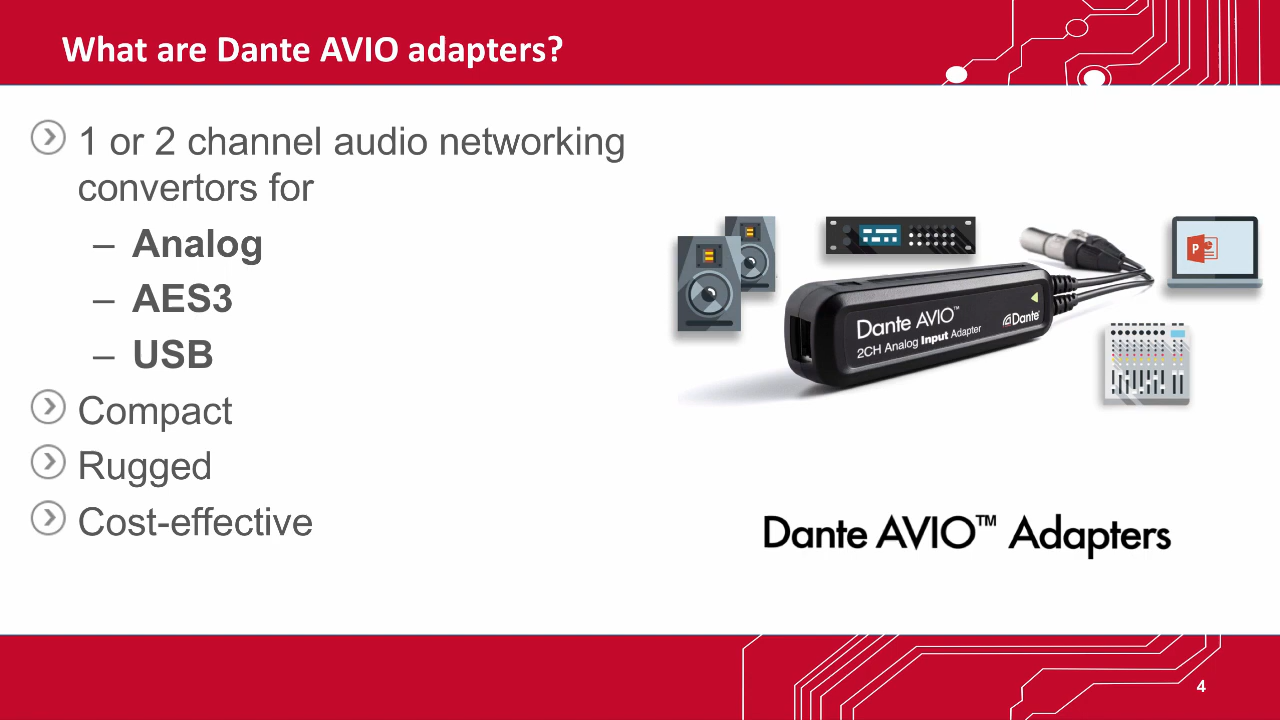 What are Dante AVIO adapters?
1 or 2 channel audio networking
convertors for
– Analog
– AES3
– USB
Compact
Rugged
Cost-effective
P
Dante AVIO™
2CH Analog Input Adapter
Dante®
Dante AVIO™ Adapters
4